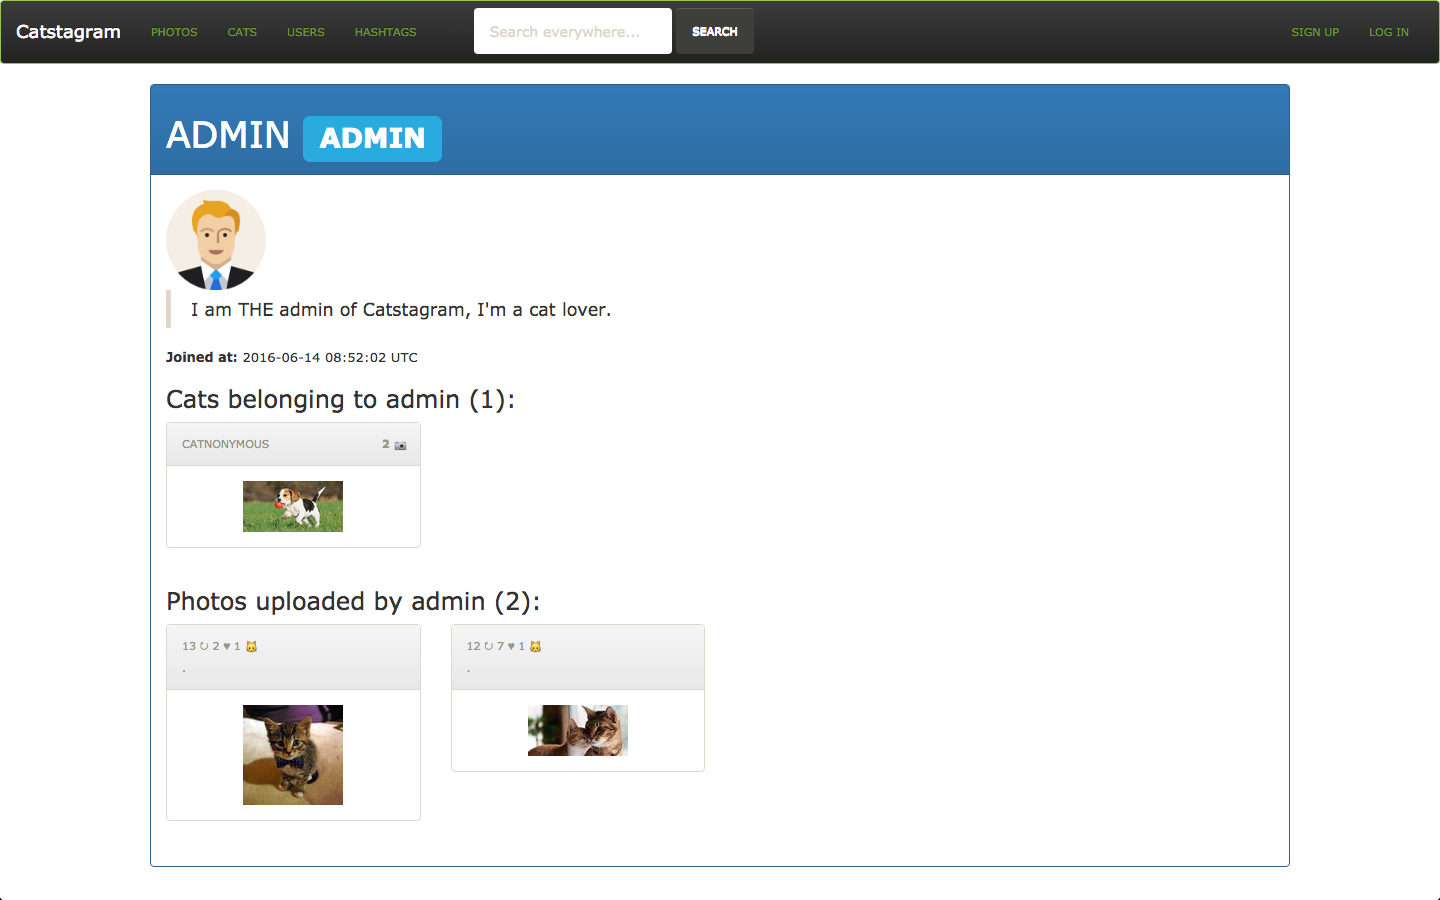 Catstagram PHOTOS CATS USERS HASHTAGS Search everywhere... SEARCH SIGN UP LOG IN
ADMIN ADMIN
I am THE admin of Catstagram, I'm a cat lover.
Joined at: 2016-06-14 08:52:02 UTC
Cats belonging to admin (1):
CATNONYMOUS 2 📷
Photos uploaded by admin (2):
13 ↻ 2 ♥ 1 🐱
.
12 ↻ 7 ♥ 1 🐱
.